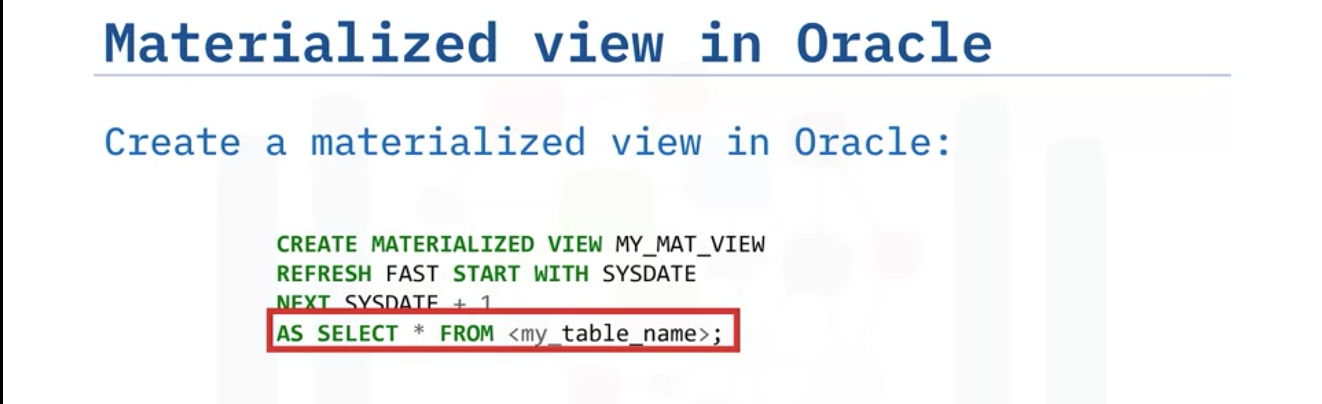 Materialized view in Oracle
Create a materialized view in Oracle:
CREATE MATERIALIZED VIEW MY_MAT_VIEW
REFRESH FAST START WITH SYSDATE
NEXT SYSDATE + 1
AS SELECT * FROM <my_table_name>;